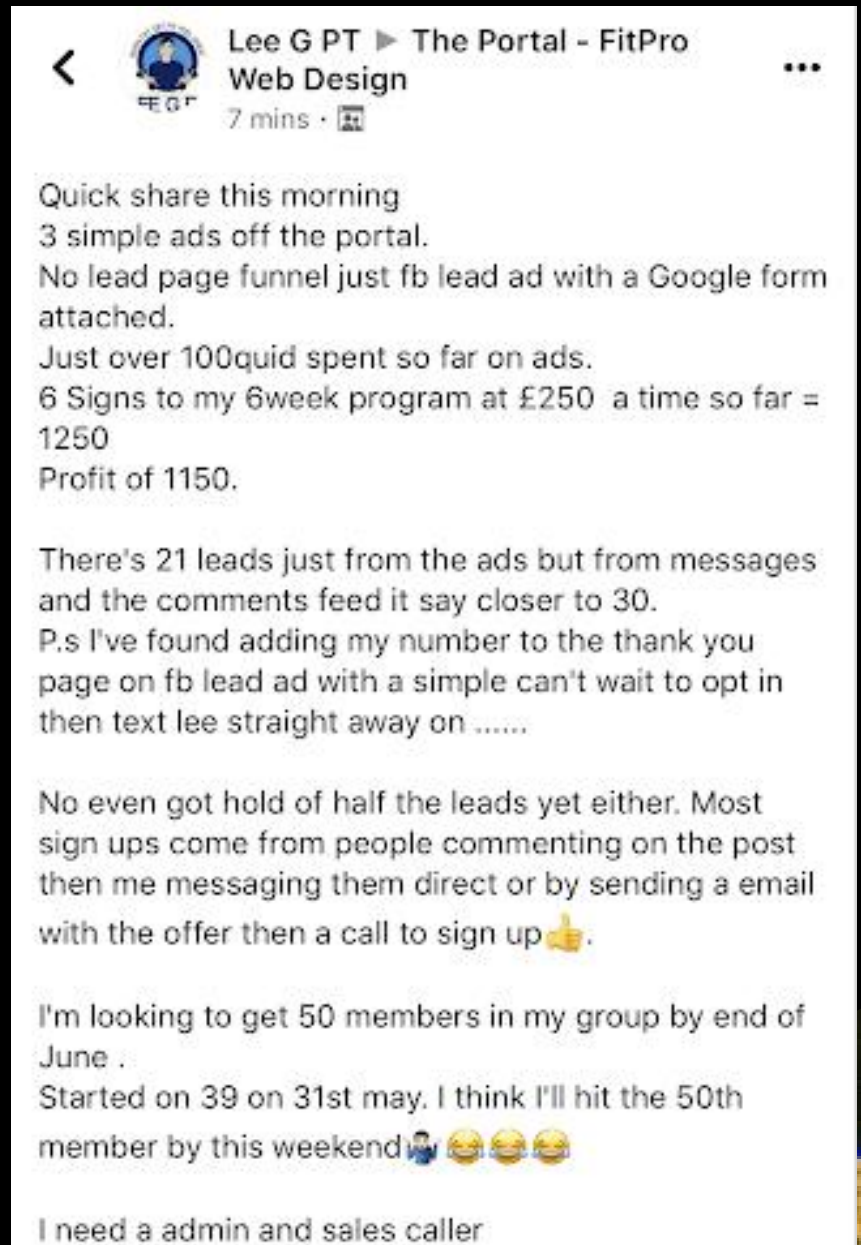 Lee G PT ▶ The Portal - FitPro
Web Design
7 mins ·
Quick share this morning
3 simple ads off the portal.
No lead page funnel just fb lead ad with a Google form
attached.
Just over 100quid spent so far on ads.
6 Signs to my 6week program at £250 a time so far =
1250
Profit of 1150.
There's 21 leads just from the ads but from messages
and the comments feed it say closer to 30.
P.s I've found adding my number to the thank you
page on fb lead ad with a simple can't wait to opt in
then text lee straight away on ......
No even got hold of half the leads yet either. Most
sign ups come from people commenting on the post
then me messaging them direct or by sending a email
with the offer then a call to sign up👍.
I'm looking to get 50 members in my group by end of
June .
Started on 39 on 31st may. I think I'll hit the 50th
member by this weekend🤷‍♂️😂😂😂
I need a admin and sales caller